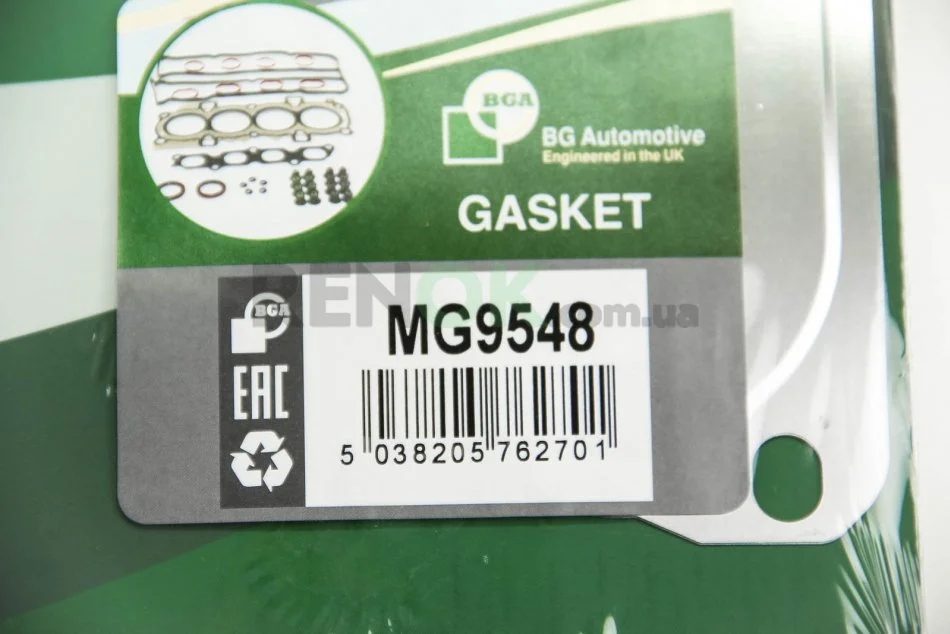 BGA
BG Automotive
Engineered in the UK
GASKET
RENOK.com.ua
BGA
MG9548
EAC
5 038205 762701